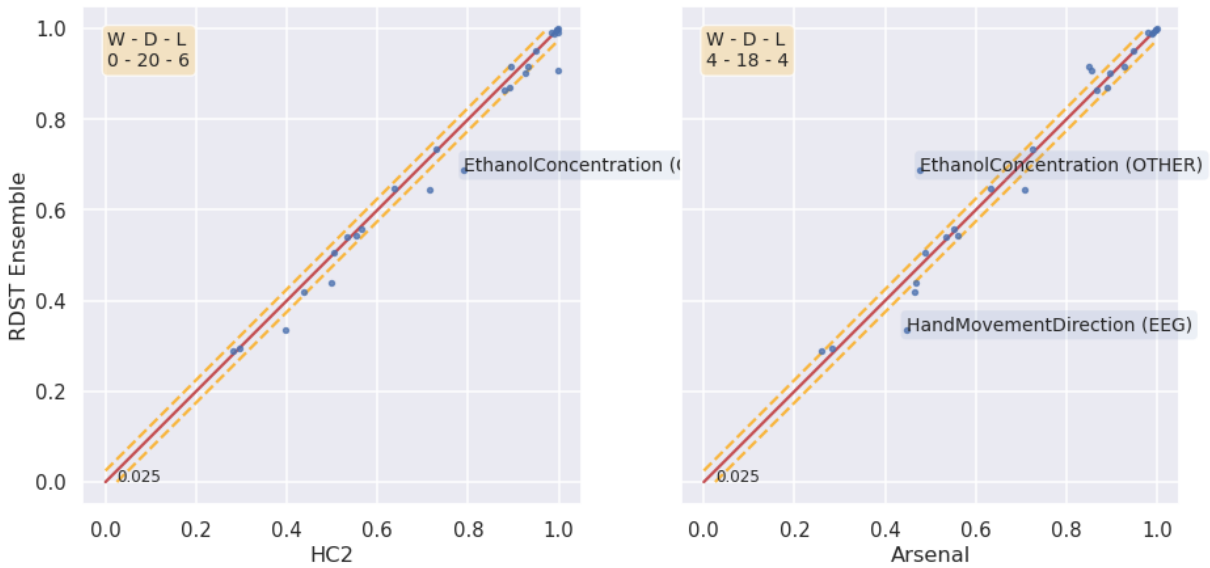 W - D - L
0 - 20 - 6
W - D - L
4 - 18 - 4
RDST Ensemble
1.0
0.8
0.6
0.4
0.2
0.0
EthanolConcentration (
EthanolConcentration (OTHER)
HandMovementDirection (EEG)
0.025
0.025
0.0 0.2 0.4 0.6 0.8 1.0
0.0 0.2 0.4 0.6 0.8 1.0
HC2
Arsenal